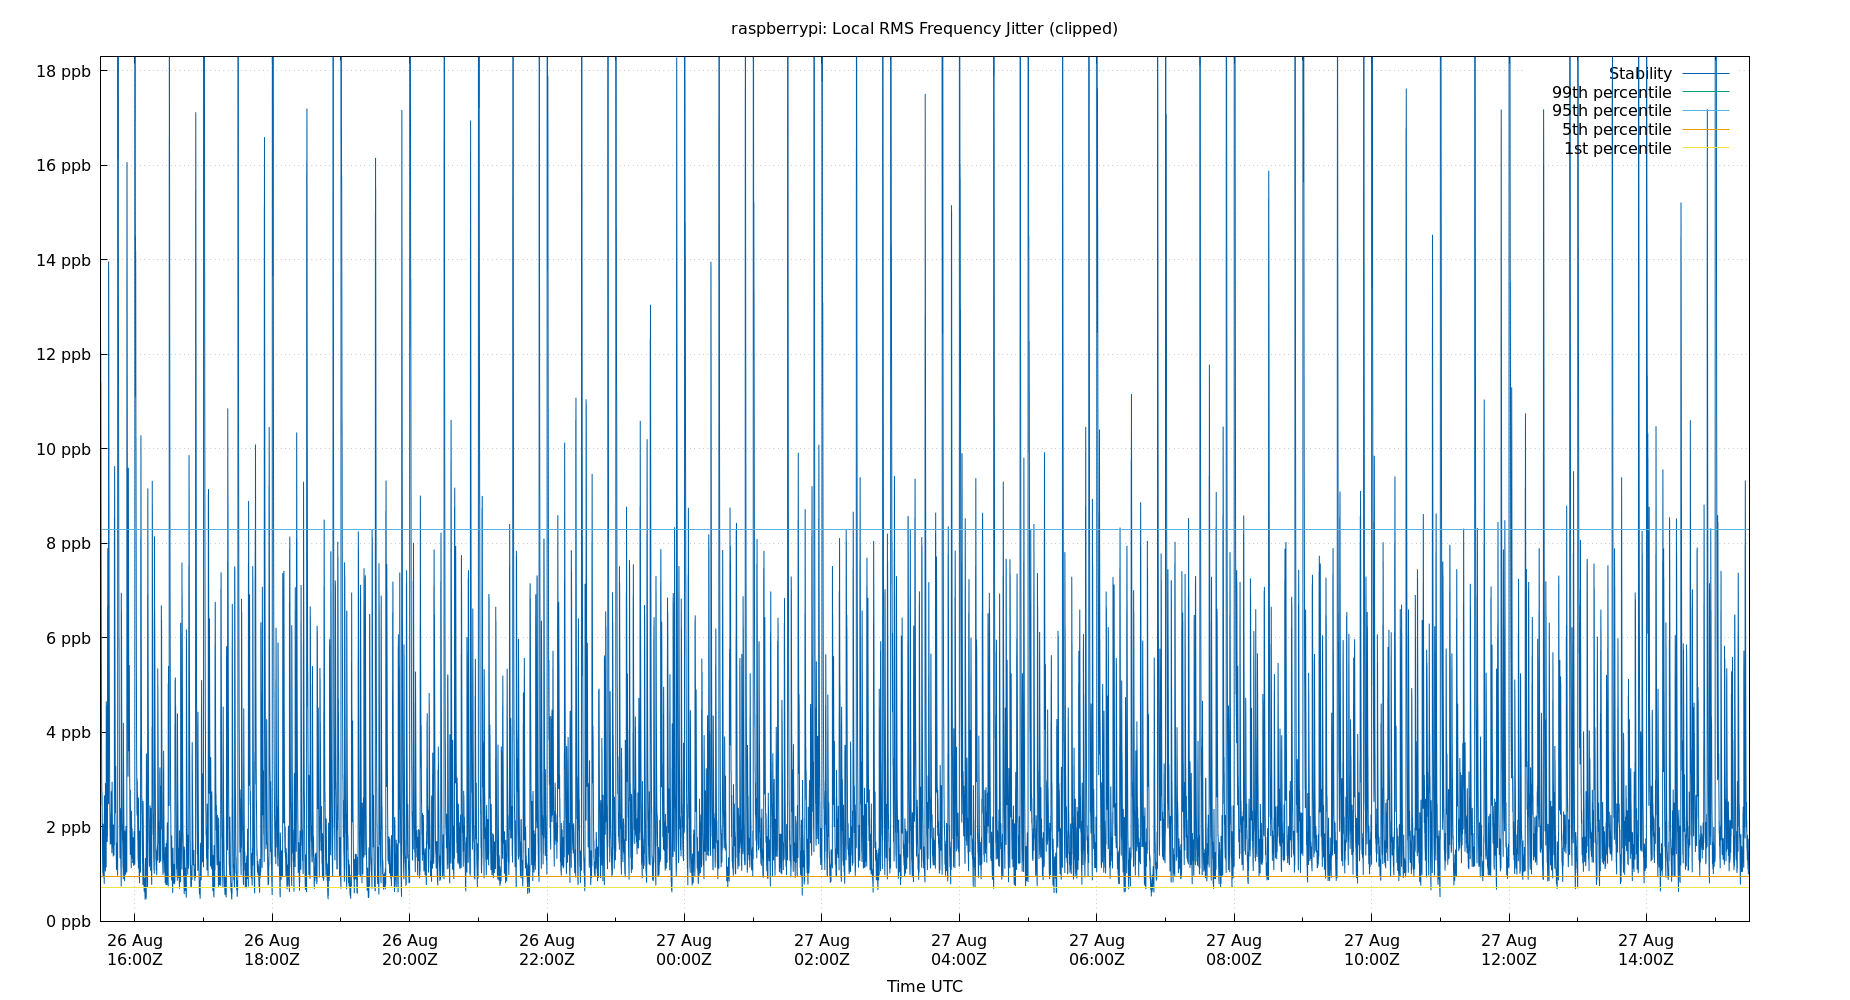 raspberrypi: Local RMS Frequency Jitter (clipped)
18 ppb
16 ppb
14 ppb
12 ppb
10 ppb
8 ppb
6 ppb
4 ppb
2 ppb
0 ppb
Stability
99th percentile
95th percentile
5th percentile
1st percentile
26 Aug 26 Aug 26 Aug 26 Aug 27 Aug 27 Aug 27 Aug 27 Aug 27 Aug 27 Aug 27 Aug 27 Aug
16:00Z 18:00Z 20:00Z 22:00Z 00:00Z 02:00Z 04:00Z 06:00Z 08:00Z 10:00Z 12:00Z 14:00Z
Time UTC